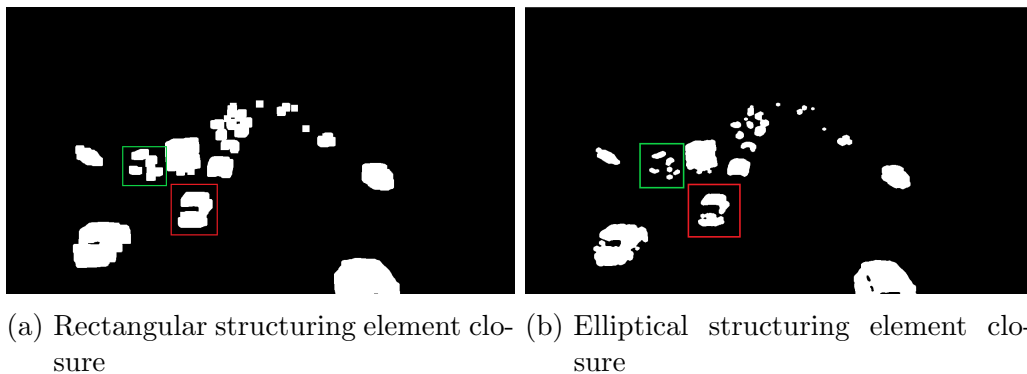 (a) Rectangular structuring element clo-
sure
(b) Elliptical structuring element clo-
sure